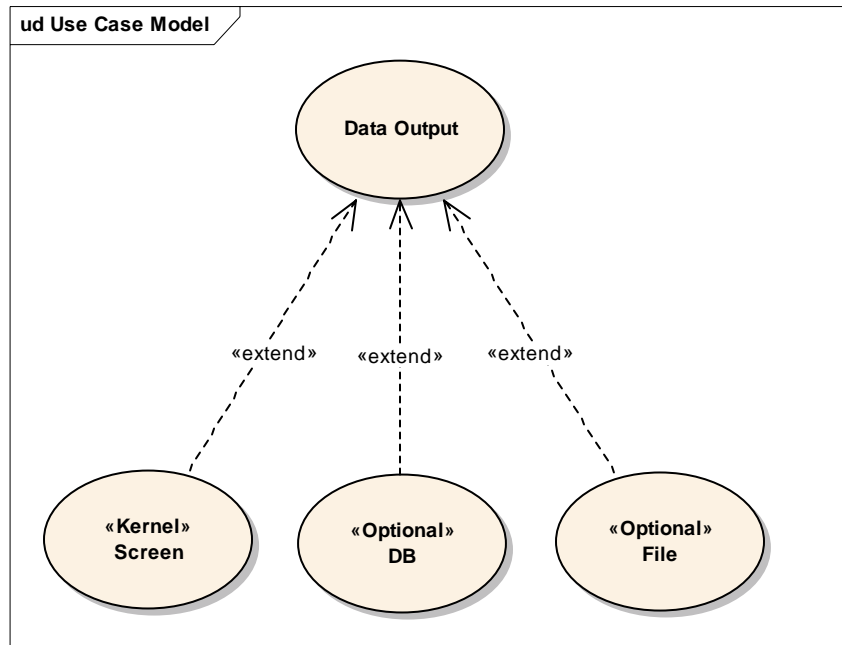 ud Use Case Model
Data Output
«extend»
«extend»
«extend»
«Kernel»
Screen
«Optional»
DB
«Optional»
File